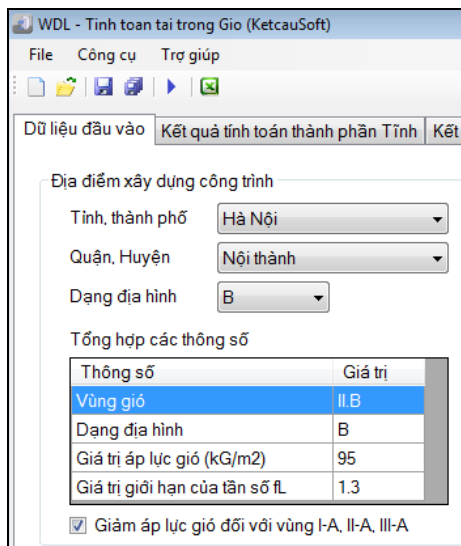 WDL - Tinh toan tai trong Gio (KetcauSoft)
File Công cụ Trợ giúp
Dữ liệu đầu vào Kết quả tính toán thành phần Tĩnh Kết
Địa điểm xây dựng công trình
Tỉnh, thành phố Hà Nội
Quận, Huyện Nội thành
Dạng địa hình B
Tổng hợp các thông số
Thông số Giá trị
Vùng gió II.B
Dạng địa hình B
Giá trị áp lực gió (kG/m2) 95
Giá trị giới hạn của tần số fL 1.3
Giảm áp lực gió đối với vùng I-A, II-A, III-A